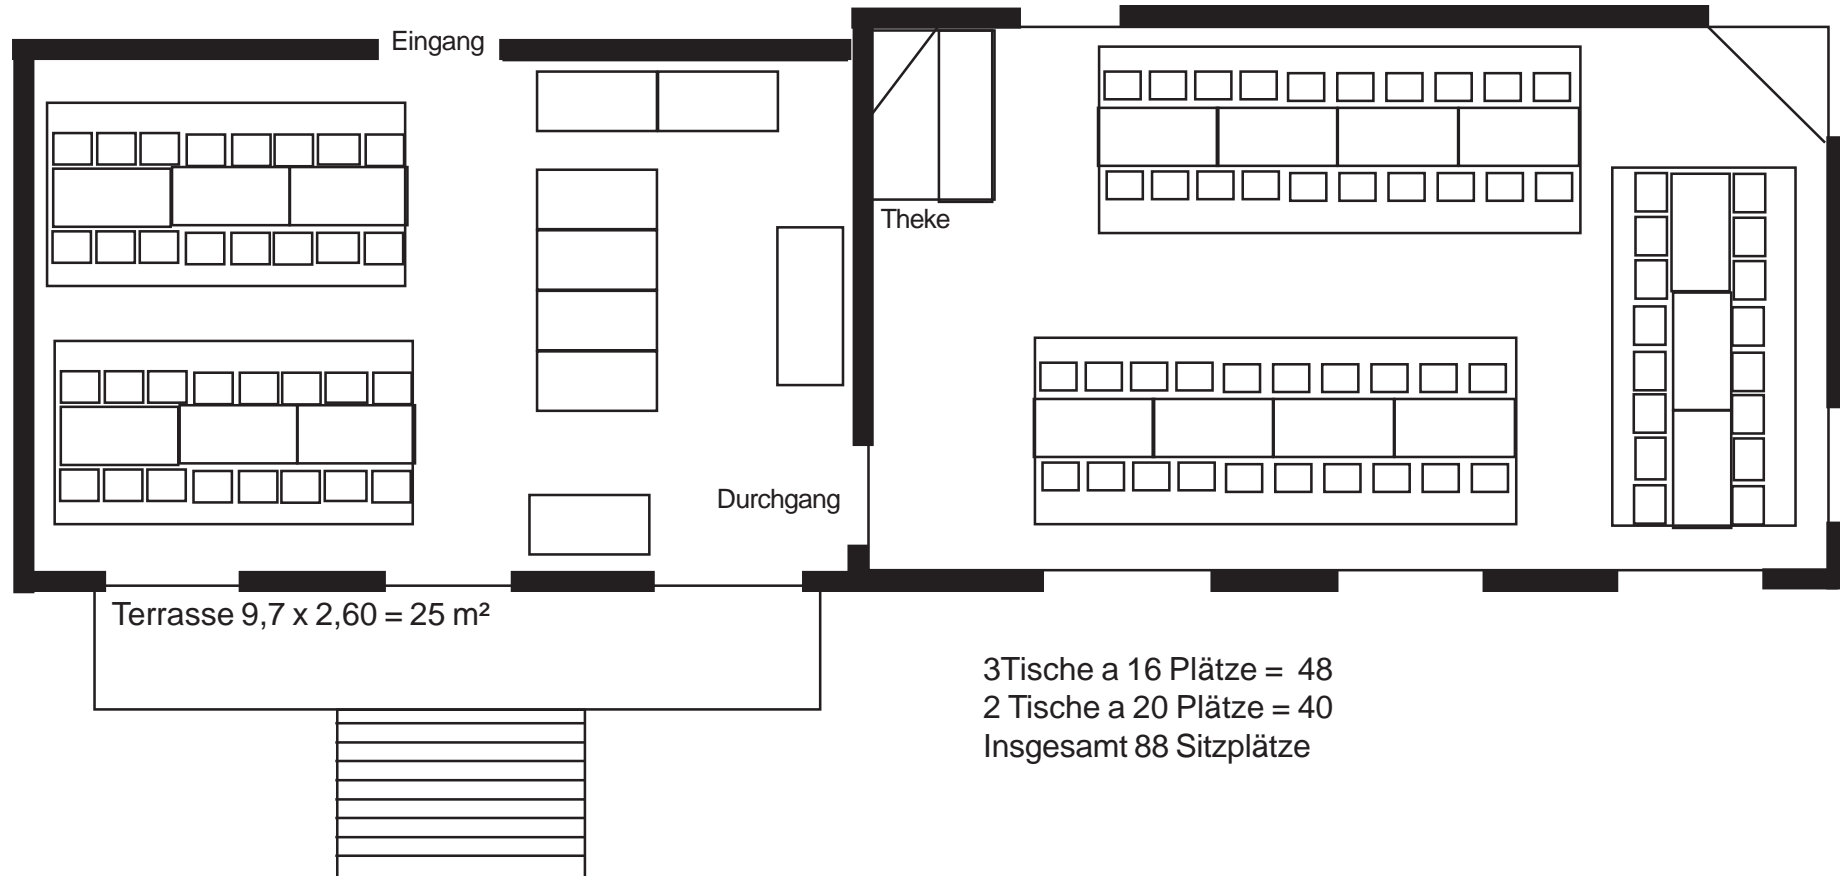 Eingang
Theke
Durchgang
Terrasse 9,7 x 2,60 = 25 m²
3Tische a 16 Plätze = 48
2 Tische a 20 Plätze = 40
Insgesamt 88 Sitzplätze